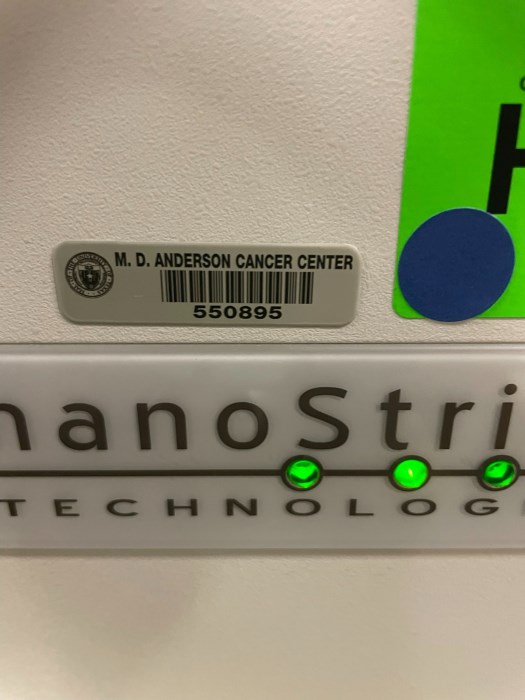 H
M. D. ANDERSON CANCER CENTER
550895
nanoStri
TECHNOLOG